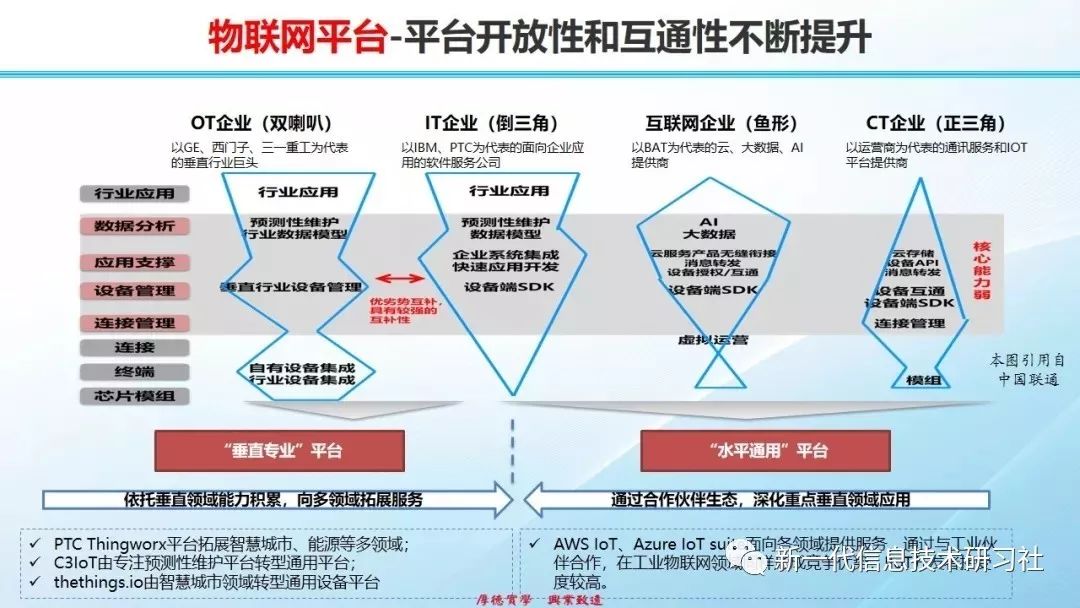 物联网平台-平台开放性和互通性不断提升
OT企业（双喇叭）
以GE、西门子、三一重工为代表
的垂直行业巨头
IT企业（倒三角）
以IBM、PTC为代表的面向企业应
用的软件服务公司
互联网企业（鱼形）
以BAT为代表的云、大数据、AI
提供商
CT企业（正三角）
以运营商为代表的通讯服务和IOT
平台提供商
行业应用
数据分析
应用支撑
设备管理
连接管理
连接
终端
芯片模组
行业应用
预测性维护
行业数据模型
垂直行业设备管理
自有设备集成
行业设备集成
优劣势互补，
具有较强的
互补性
行业应用
预测性维护
数据模型
企业系统集成
快速应用开发
设备端SDK
AI
大数据
云服务产品无缝衔接
消息转发
设备授权/互通
设备端SDK
虚拟运营
云存储
设备API
消息转发
设备互通
设备端SDK
连接管理
模组
核心能力弱
本图引用自
中国联通
“垂直专业”平台
“水平通用”平台
依托垂直领域能力积累，向多领域拓展服务
通过合作伙伴生态，深化重点垂直领域应用
✓ PTC Thingworx平台拓展智慧城市、能源等多领域；
✓ C3IoT由专注预测性维护平台转型通用平台；
✓ thethings.io由智慧城市领域转型通用设备平台
✓ AWS IoT、Azure IoT suit 面向各领域提供服务，通过与工业伙
伴合作，在工业物联网领域
度较高。
新一代信息技术研习社
厚德实学 兴业致远